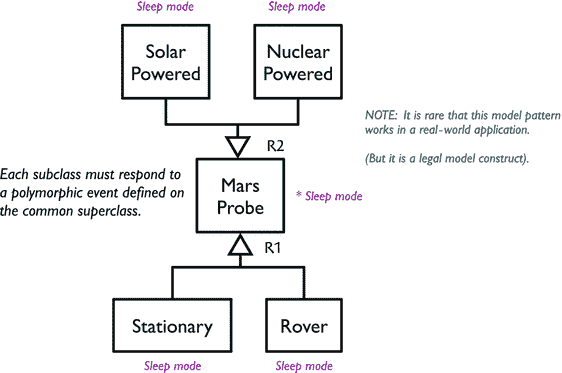 Sleep mode
Sleep mode
Solar
Powered
Nuclear
Powered
NOTE: It is rare that this model pattern
works in a real-world application.
(But it is a legal model construct).
R2
Each subclass must respond to
a polymorphic event defined on
the common superclass.
Mars
Probe
* Sleep mode
R1
Stationary
Rover
Sleep mode
Sleep mode